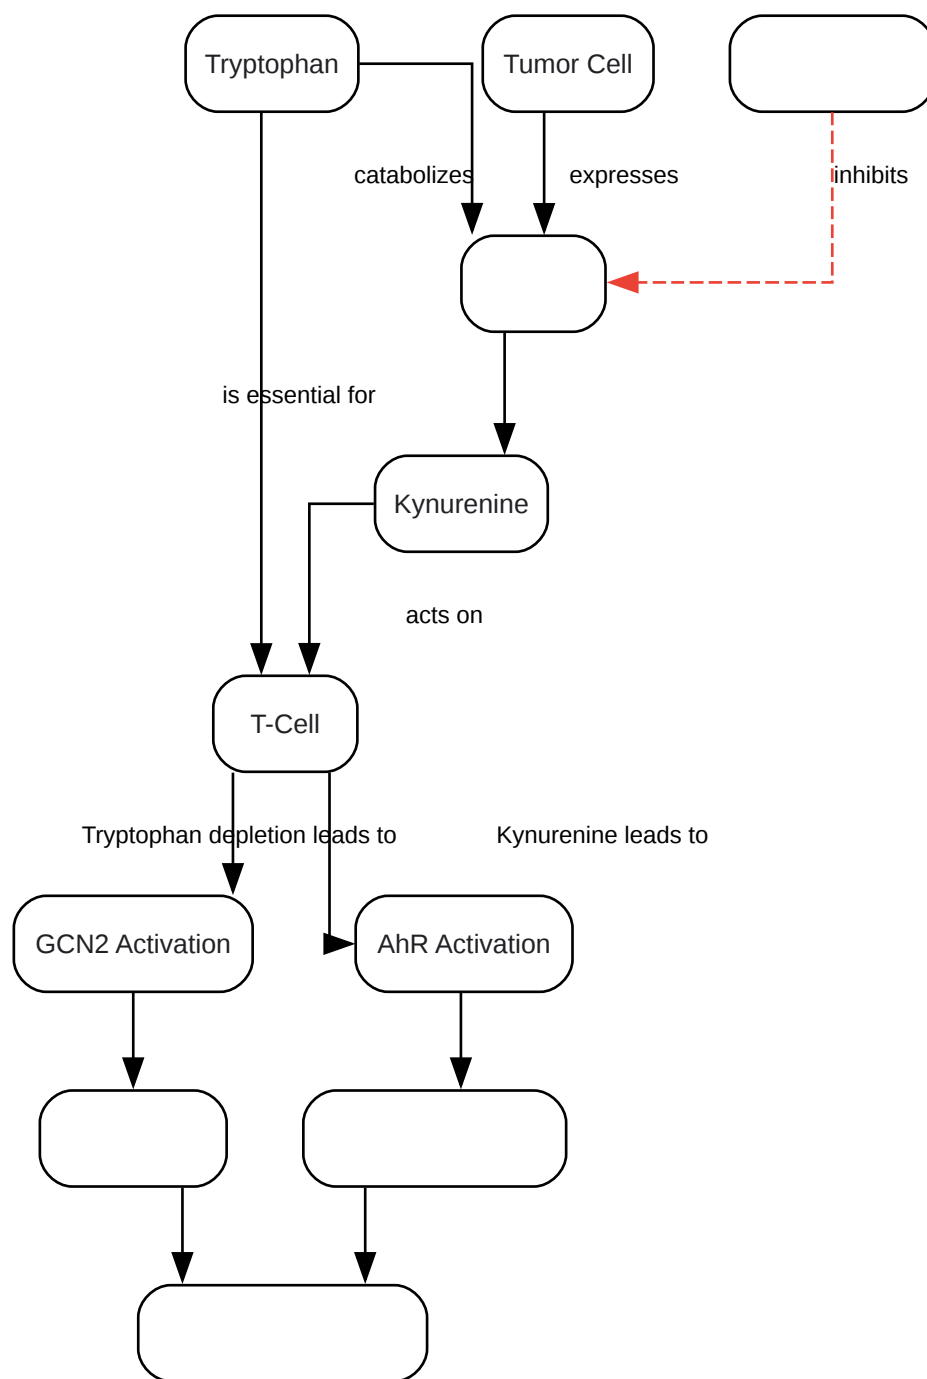 Tryptophan
Tumor Cell
catabolizes
expresses
inhibits
is essential for
Kynurenine
acts on
T-Cell
Tryptophan depletion leads to
Kynurenine leads to
GCN2 Activation
AhR Activation